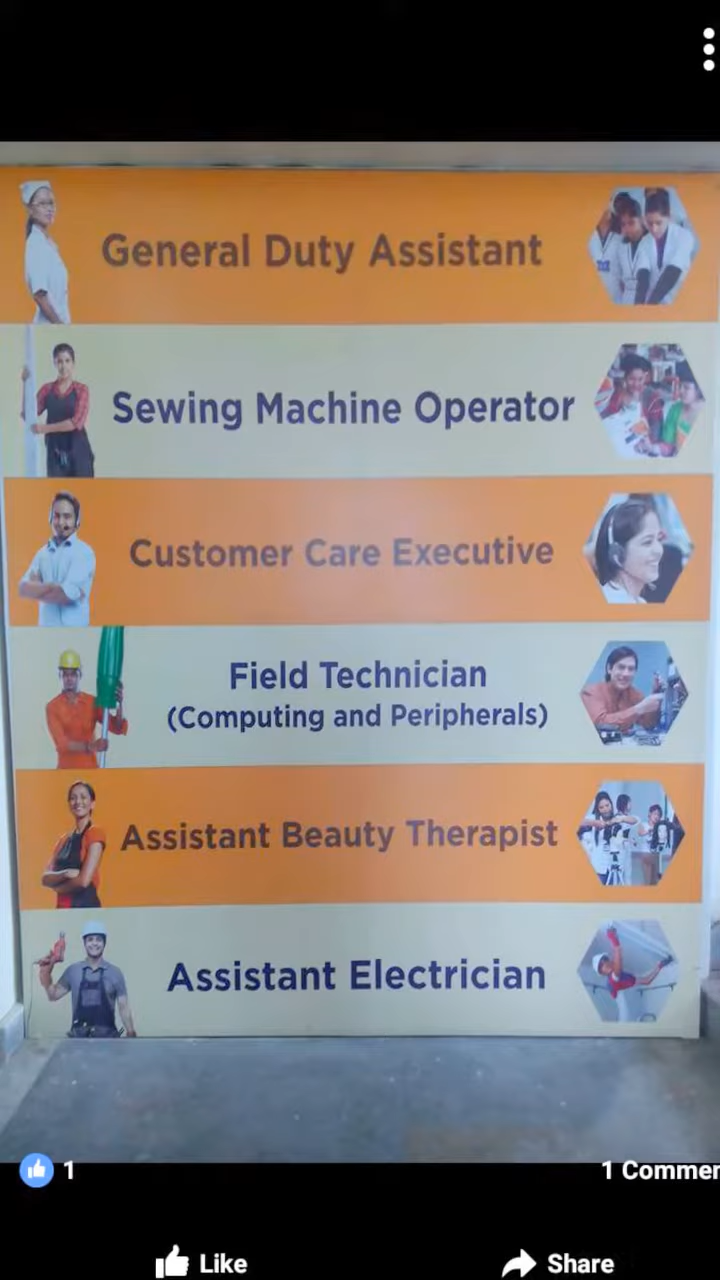 General Duty Assistant
Sewing Machine Operator
Customer Care Executive
Field Technician
(Computing and Peripherals)
Assistant Beauty Therapist
Assistant Electrician
1
1 Commen
Like
Share